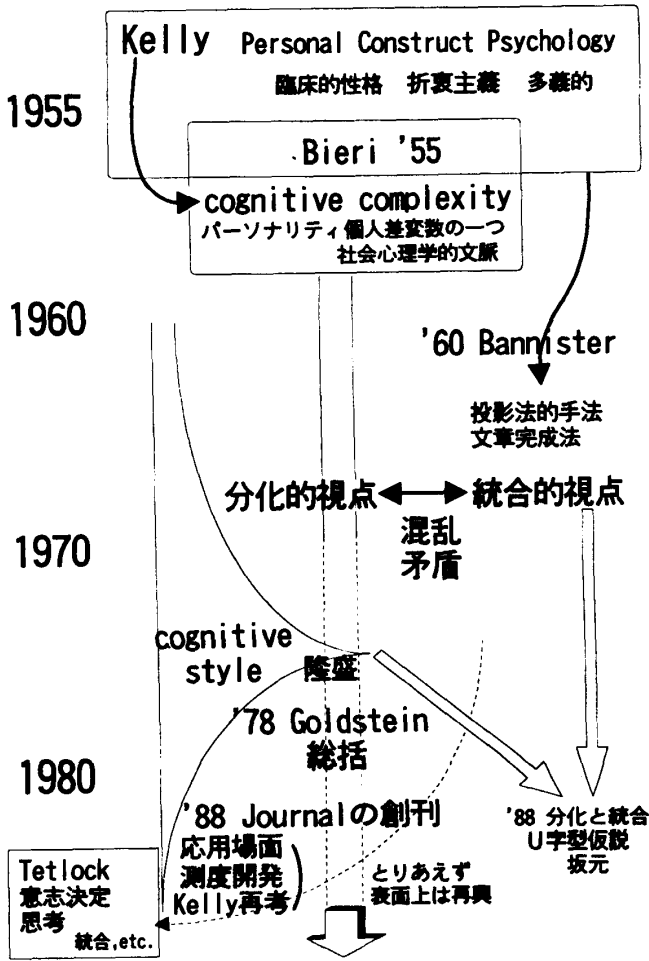 Kelly Personal Construct Psychology
臨床的性格 折衷主義 多義的
1955
Bieri '55
cognitive complexity
パーソナリティ個人差変数の一つ
社会心理学的文脈
1960
'60 Bannister
投影法的手法
文章完成法
分化的視点
統合的視点
混乱
矛盾
1970
cognitive
style 隆盛
'78 Goldstein
総括
1980
'88 Journalの創刊
応用場面
測度開発
Kelly再考
とりあえず
表面上は再興
'88 分化と統合
U字型仮説
坂元
Tetlock
意志決定
思考
統合,etc.